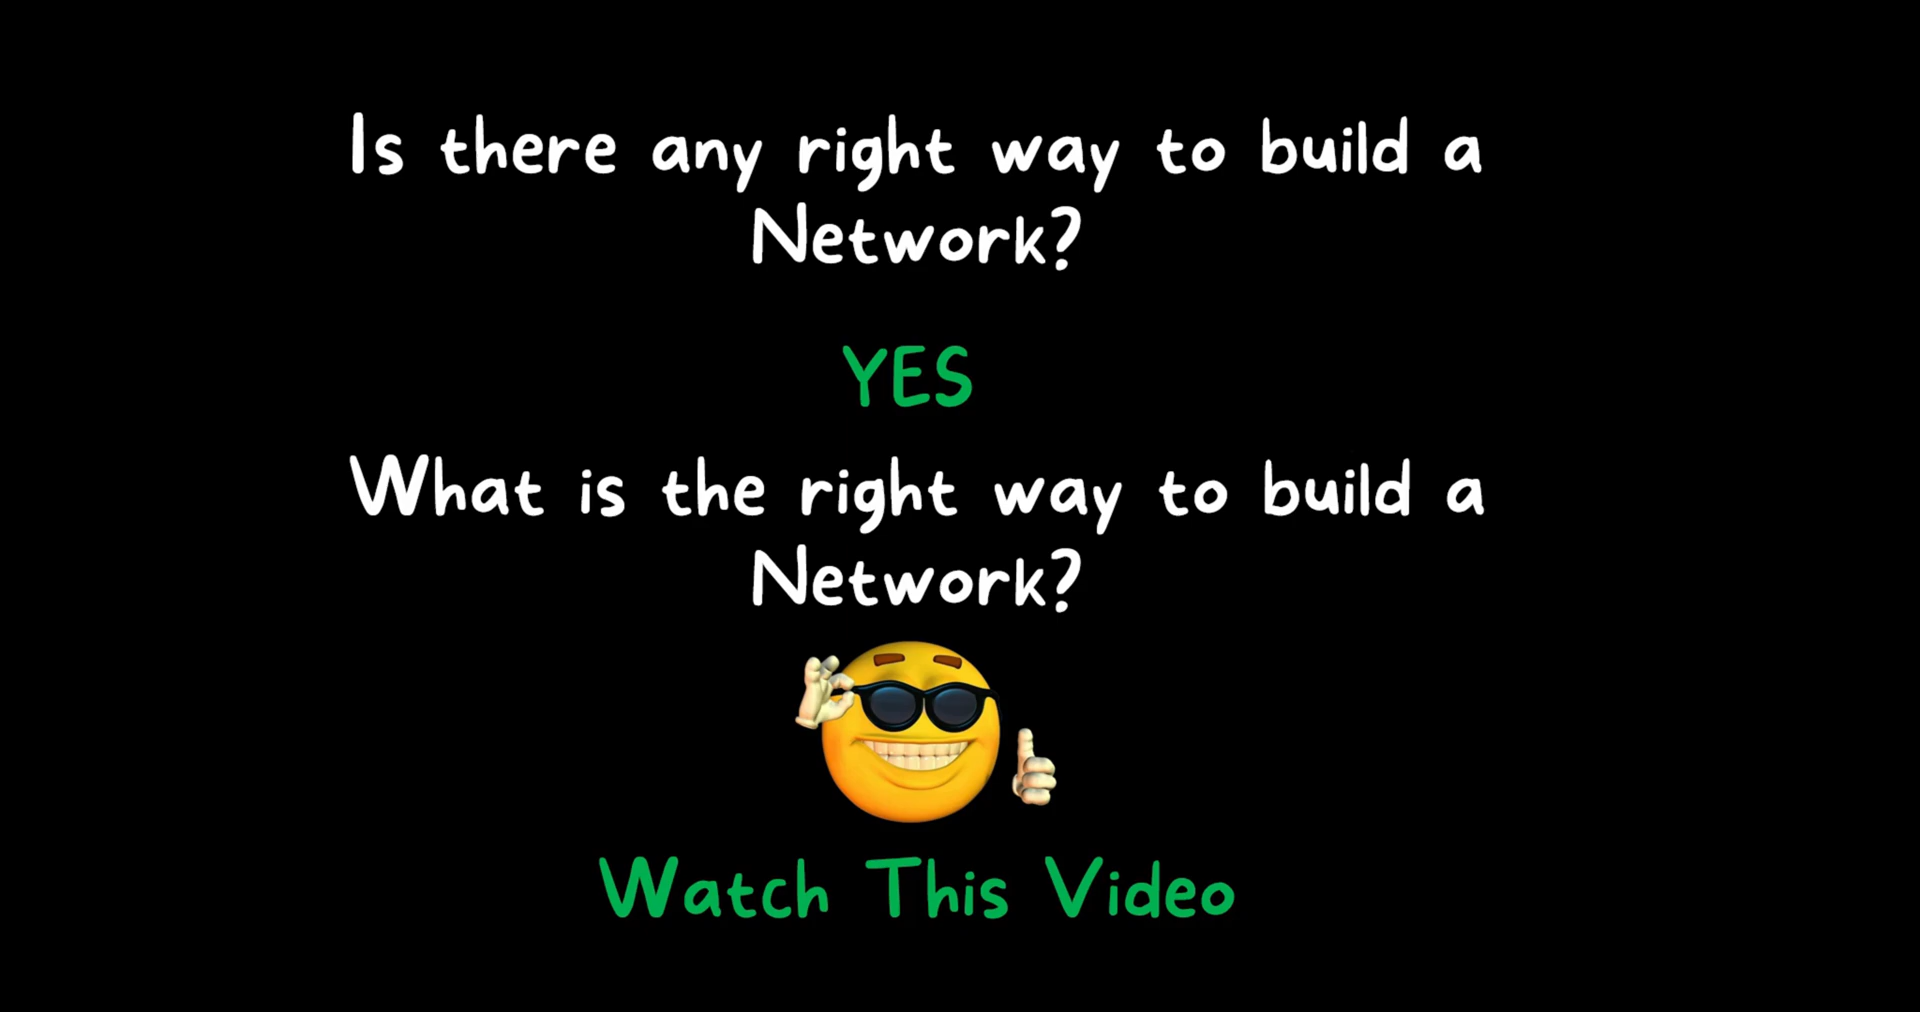 Is there any right way to build a
Network?
YES
What is the right way to build a
Network?
Watch This Video